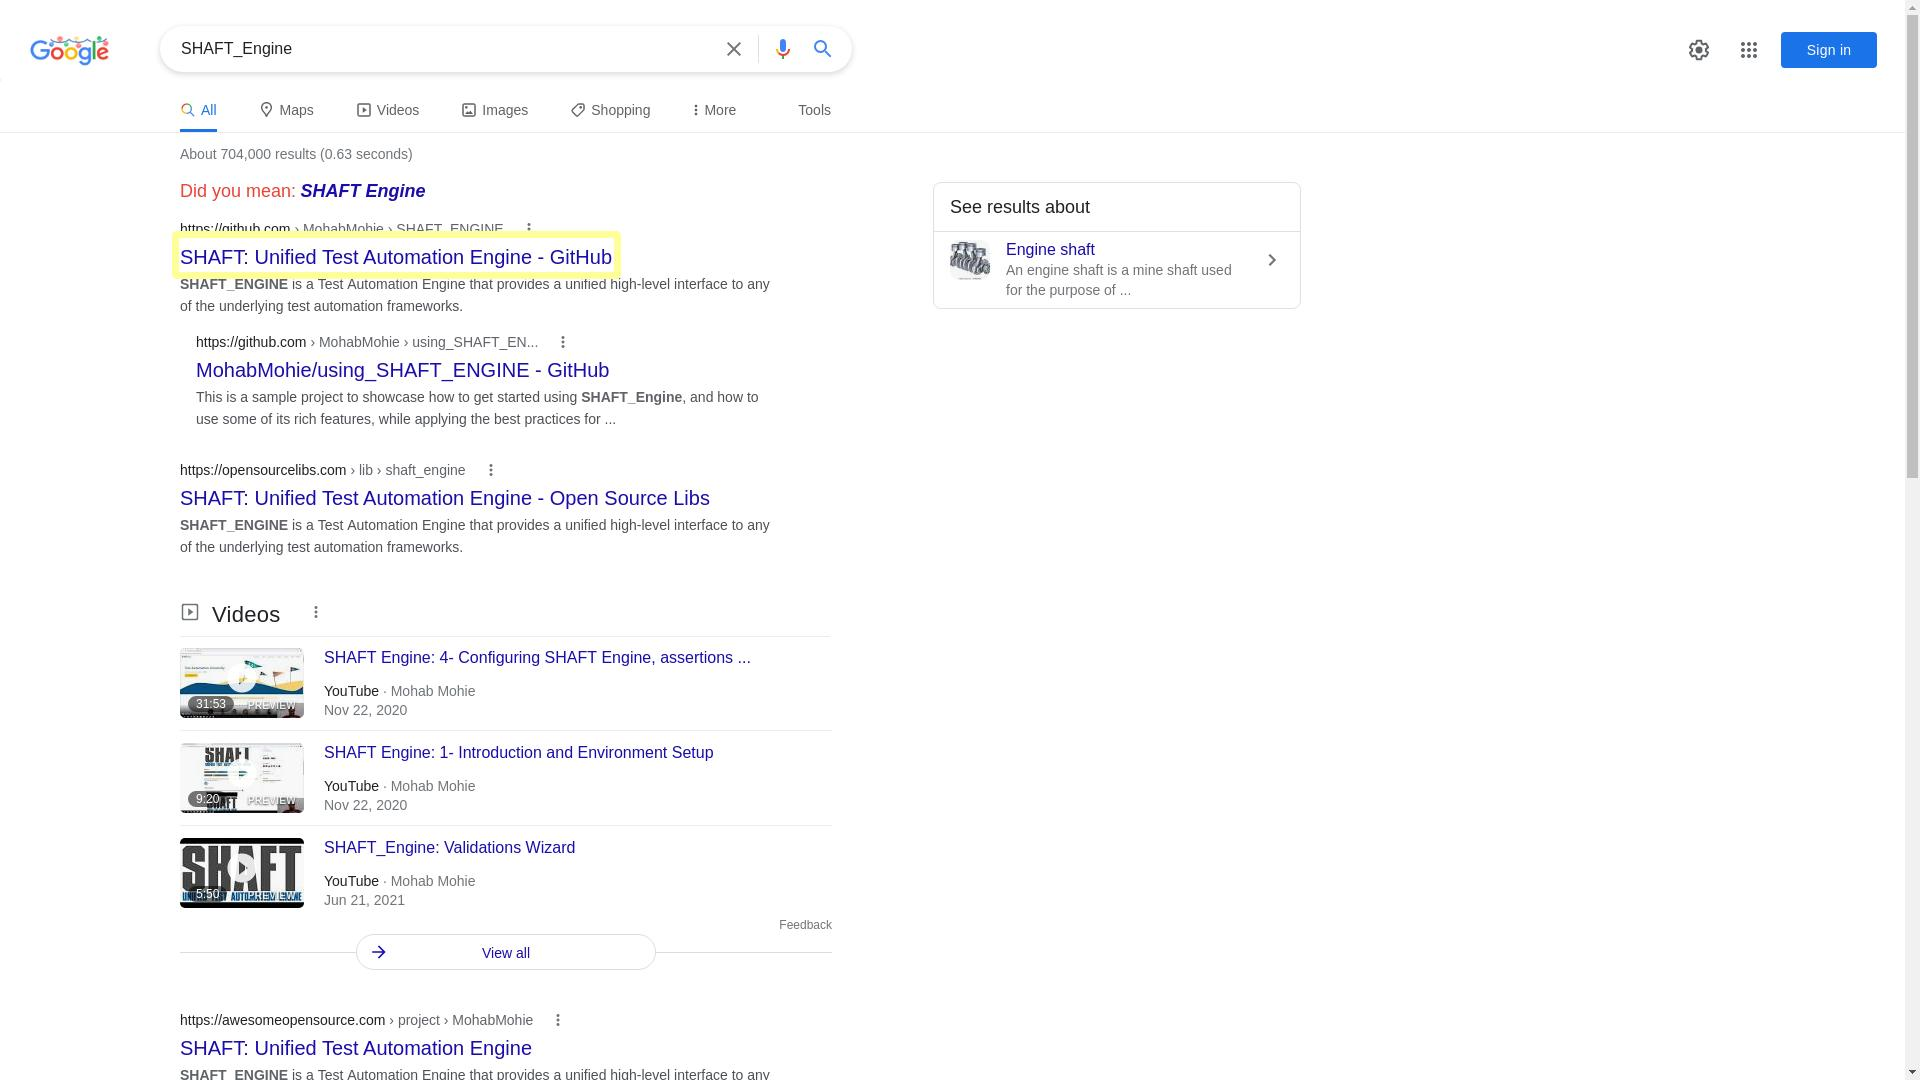 Google
SHAFT_Engine
Sign in
All
Maps
Videos
Images
Shopping
More
Tools
About 704,000 results (0.63 seconds)
Did you mean: SHAFT Engine
https://github.com › MohabMohie › SHAFT_ENGINE
SHAFT: Unified Test Automation Engine - GitHub
SHAFT_ENGINE is a Test Automation Engine that provides a unified high-level interface to any
of the underlying test automation frameworks.
https://github.com › MohabMohie › using_SHAFT_EN...
MohabMohie/using_SHAFT_ENGINE - GitHub
This is a sample project to showcase how to get started using SHAFT_Engine, and how to
use some of its rich features, while applying the best practices for ...
https://opensourcelibs.com › lib › shaft_engine
SHAFT: Unified Test Automation Engine - Open Source Libs
SHAFT_ENGINE is a Test Automation Engine that provides a unified high-level interface to any
of the underlying test automation frameworks.
Videos
31:53
PREVIEW
SHAFT Engine: 4- Configuring SHAFT Engine, assertions ...
YouTube · Mohab Mohie
Nov 22, 2020
SHAFT
9:20
PREVIEW
SHAFT Engine: 1- Introduction and Environment Setup
YouTube · Mohab Mohie
Nov 22, 2020
SHAFT
5:50
PREVIEW
SHAFT_Engine: Validations Wizard
YouTube · Mohab Mohie
Jun 21, 2021
Feedback
View all
https://awesomeopensource.com › project › MohabMohie
SHAFT: Unified Test Automation Engine
SHAFT_ENGINE is a Test Automation Engine that provides a unified high-level interface to any
See results about
Engine shaft
An engine shaft is a mine shaft used
for the purpose of ...